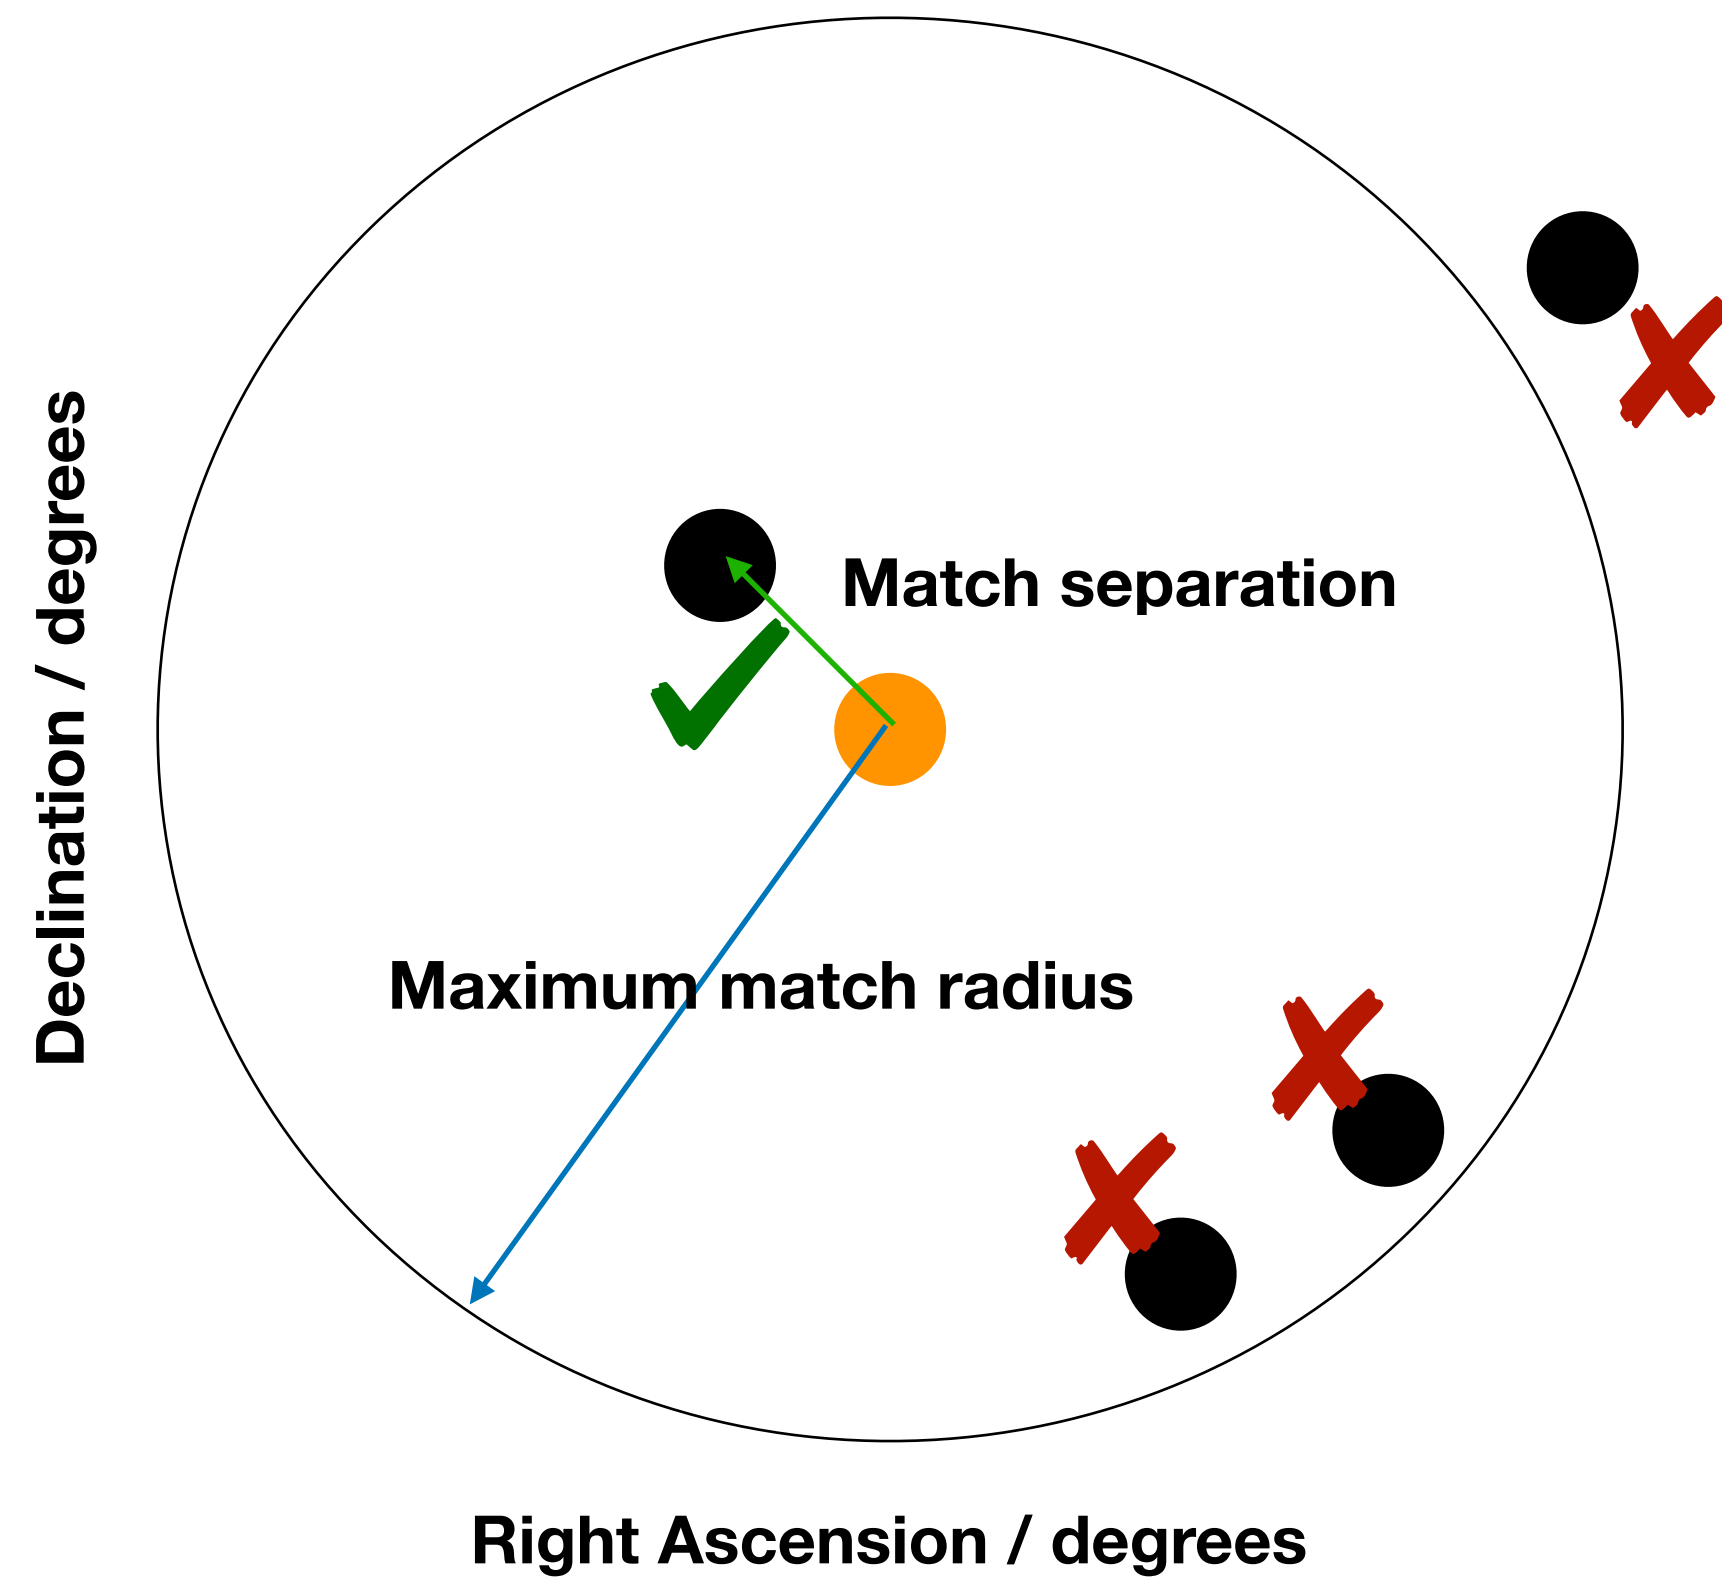 Declination / degrees
Match separation
Maximum match radius
Right Ascension / degrees